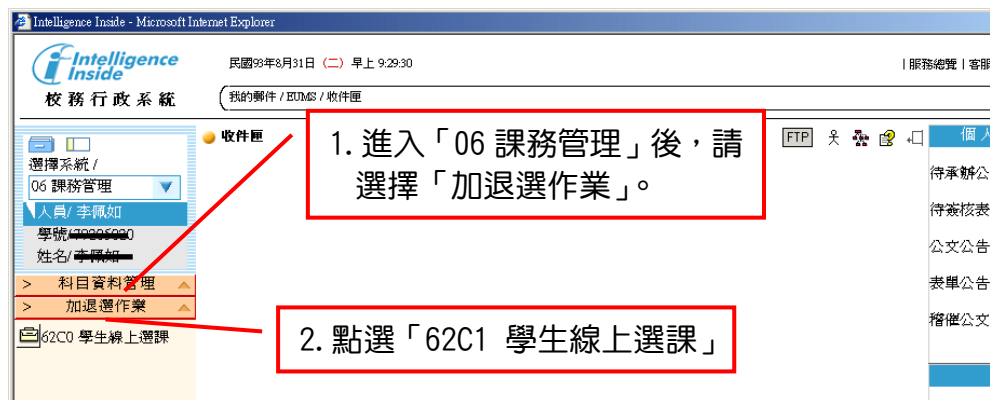 Intelligence Inside - Microsoft Internet Explorer
Intelligence
Inside
校務行政系統
民國93年8月31日（二）早上 9:29:30
| 服務總覽 | 客服
我的郵件 / EUMS / 收件匣
收件匣
FTP
個人
選擇系統 /
06 課務管理
人員/ 李佩如
學號/
姓名/
> 科目資料管理
> 加退選作業
62C0 學生線上選課
1. 進入「06 課務管理」後，請
選擇「加退選作業」。
2. 點選「62C1 學生線上選課」
待承辦公
待簽核表
公文公告
表單公告
稽催公文